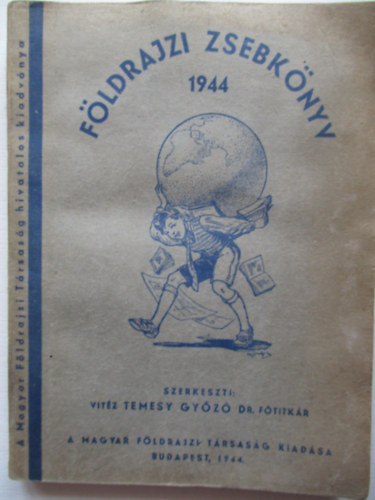 A Magyar Földrajzi Társaság hivatalos kiadványa
FÖLDRAJZI ZSEBKÖNYV
1944
SZERKESZTI:
VITÉZ TEMESY GYŐZŐ DR. FŐTITKÁR
A MAGYAR FÖLDRAJZI TÁRSASÁG KIADÁSA
BUDAPEST, 1944.